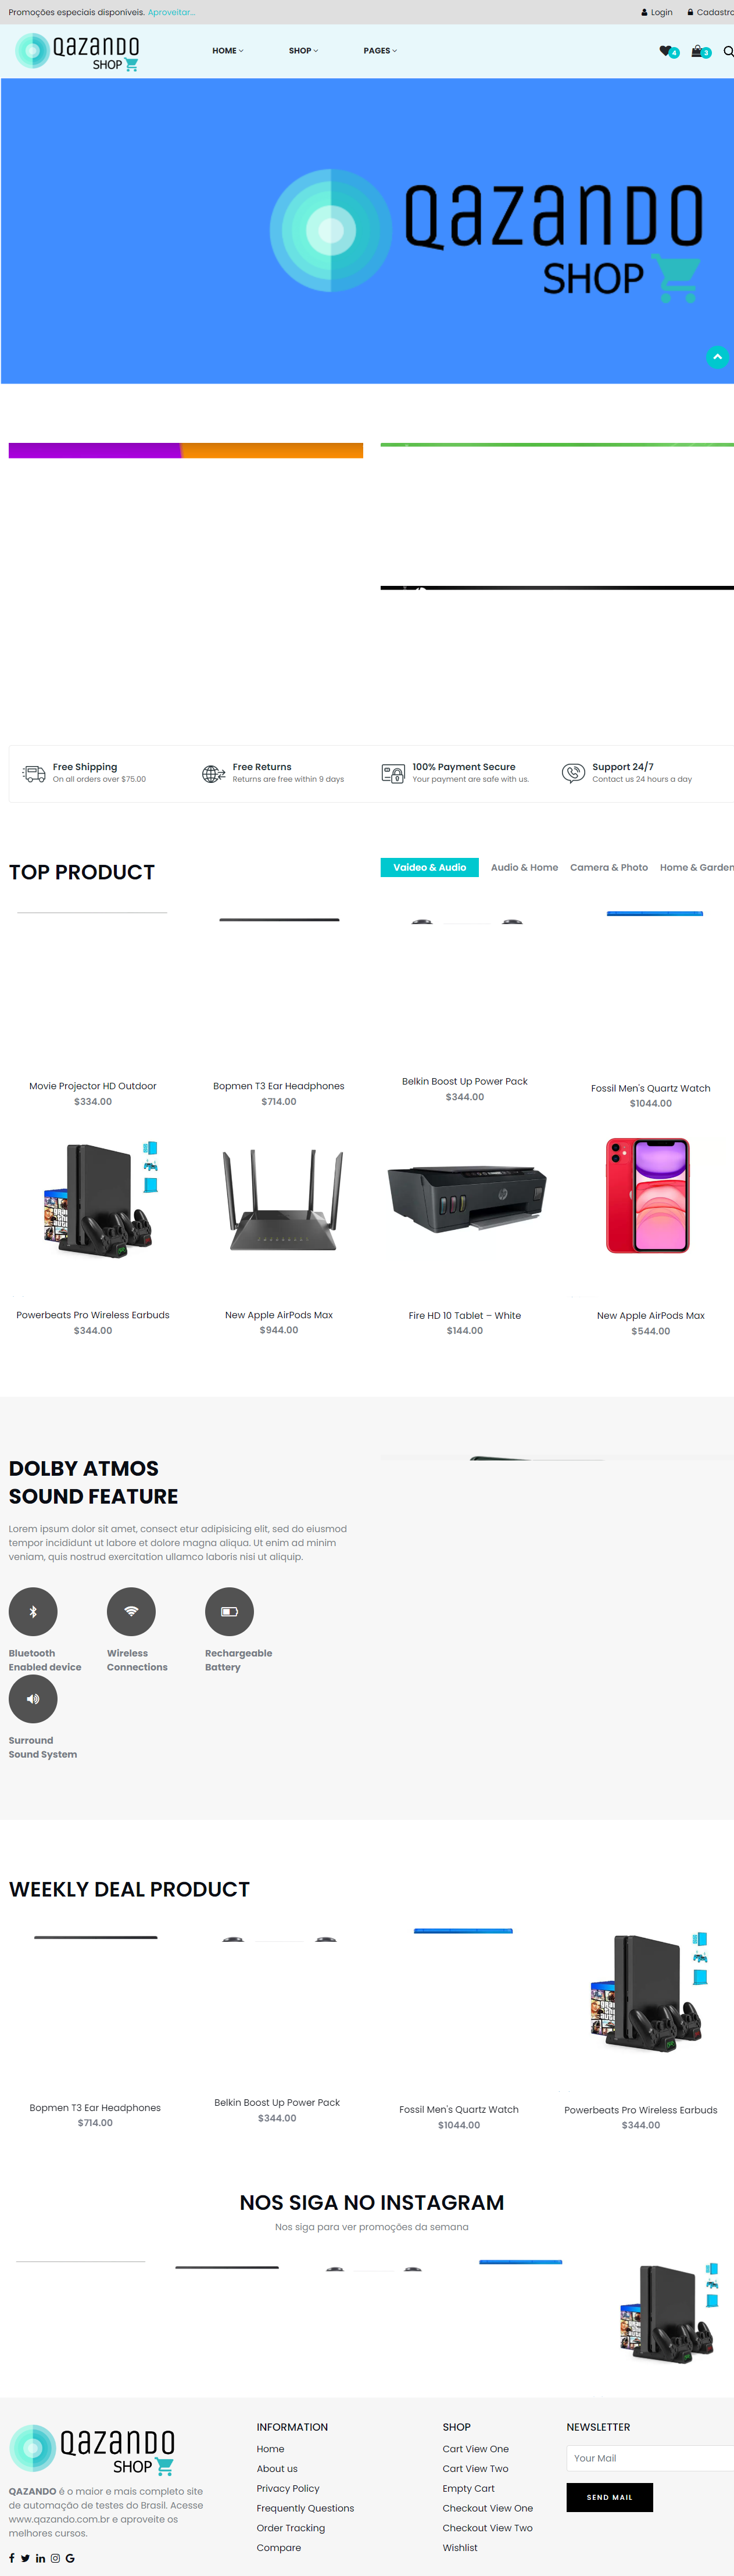 Promoções especiais disponíveis. Aproveitar...
Login
Cadastro
QAZANDO
SHOP
HOME
SHOP
PAGES
4
3
QAZANDO
SHOP
Free Shipping
On all orders over $75.00
Free Returns
Returns are free within 9 days
100% Payment Secure
Your payment are safe with us.
Support 24/7
Contact us 24 hours a day
TOP PRODUCT
Vaideo & Audio
Audio & Home
Camera & Photo
Home & Garden
Movie Projector HD Outdoor
$334.00
Bopmen T3 Ear Headphones
$714.00
Belkin Boost Up Power Pack
$344.00
Fossil Men's Quartz Watch
$1044.00
Powerbeats Pro Wireless Earbuds
$344.00
New Apple AirPods Max
$944.00
Fire HD 10 Tablet – White
$144.00
New Apple AirPods Max
$544.00
DOLBY ATMOS
SOUND FEATURE
Lorem ipsum dolor sit amet, consect etur adipisicing elit, sed do eiusmod
tempor incididunt ut labore et dolore magna aliqua. Ut enim ad minim
veniam, quis nostrud exercitation ullamco laboris nisi ut aliquip.
Bluetooth
Enabled device
Wireless
Connections
Rechargeable
Battery
Surround
Sound System
WEEKLY DEAL PRODUCT
Bopmen T3 Ear Headphones
$714.00
Belkin Boost Up Power Pack
$344.00
Fossil Men's Quartz Watch
$1044.00
Powerbeats Pro Wireless Earbuds
$344.00
NOS SIGA NO INSTAGRAM
Nos siga para ver promoções da semana
QAZANDO
SHOP
QAZANDO é o maior e mais completo site
de automação de testes do Brasil. Acesse
www.qazando.com.br e aproveite os
melhores cursos.
INFORMATION
Home
About us
Privacy Policy
Frequently Questions
Order Tracking
Compare
SHOP
Cart View One
Cart View Two
Empty Cart
Checkout View One
Checkout View Two
Wishlist
NEWSLETTER
Your Mail
SEND MAIL